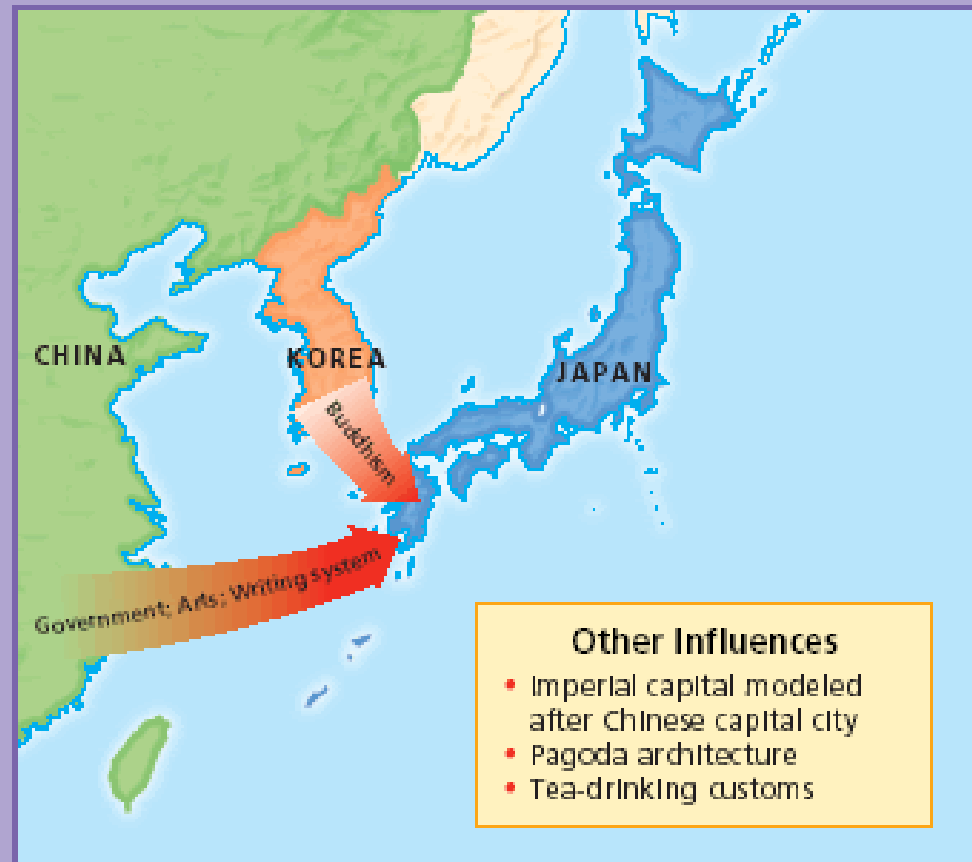 CHINA
KOREA
JAPAN
Buddhism
Government; Arts; Writing system
Other Influences
• Imperial capital modeled
after Chinese capital city
• Pagoda architecture
• Tea-drinking customs